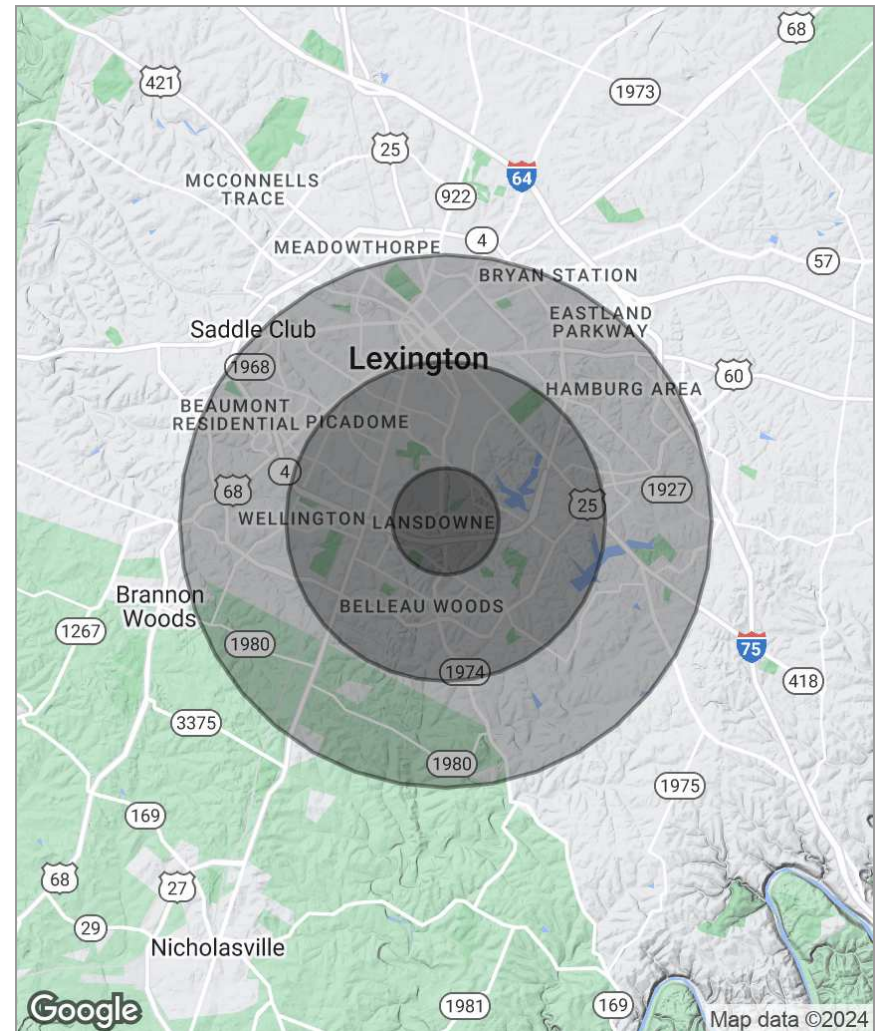 68
421
1973
25
MCCONNELLS
TRACE
64
922
MEADOWTHORPE
4
57
BRYAN STATION
EASTLAND
PARKWAY
Saddle Club
Lexington
1968
60
HAMBURG AREA
BEAUMONT
RESIDENTIAL
PICADOME
4
68
1927
25
WELLINGTON
LANSDOWNE
Brannon
Woods
BELLEAU WOODS
1267
1980
75
1974
418
3375
1980
1975
169
68
27
29
Nicholasville
1981
169
Google
Map data ©2024